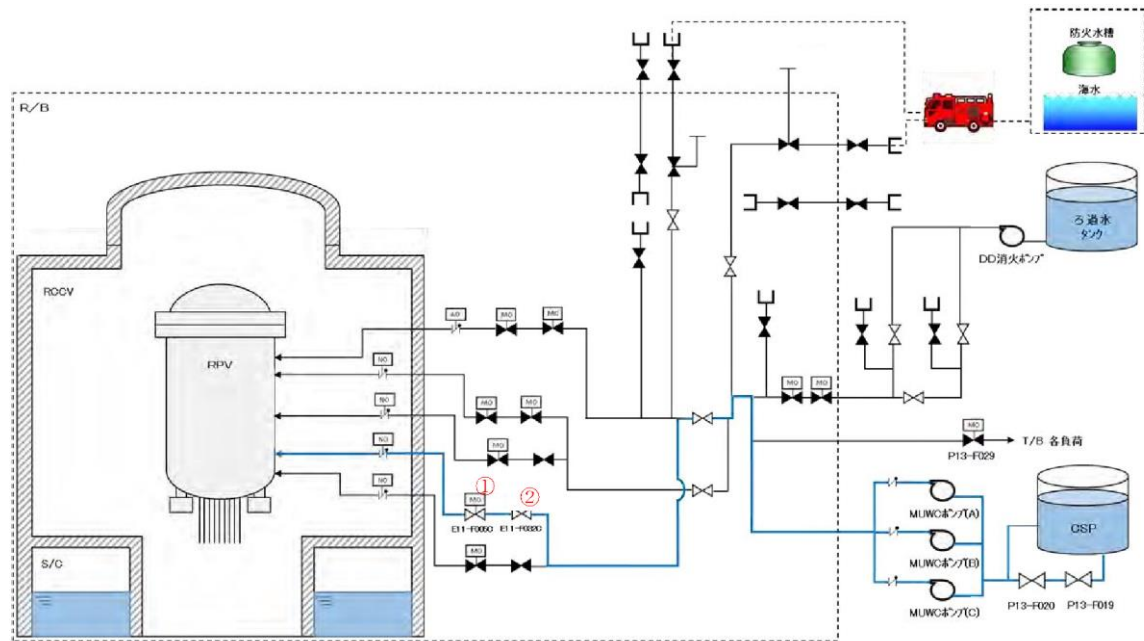 防火水槽
海水
R/B
ろ過水
タンク
DD消火ポンプ
RCCV
AO
MO
MO
RPV
NO
MO
MO
NO
MO
MO
MO
NO
MO
T/B 各負荷
P13-F029
NO
①
②
MO
E11-F005C
E11-F032C
MUWCポンプ(A)
CSP
MO
S/C
MUWCポンプ(B)
P13-F020
P13-F019
MUWCポンプ(C)